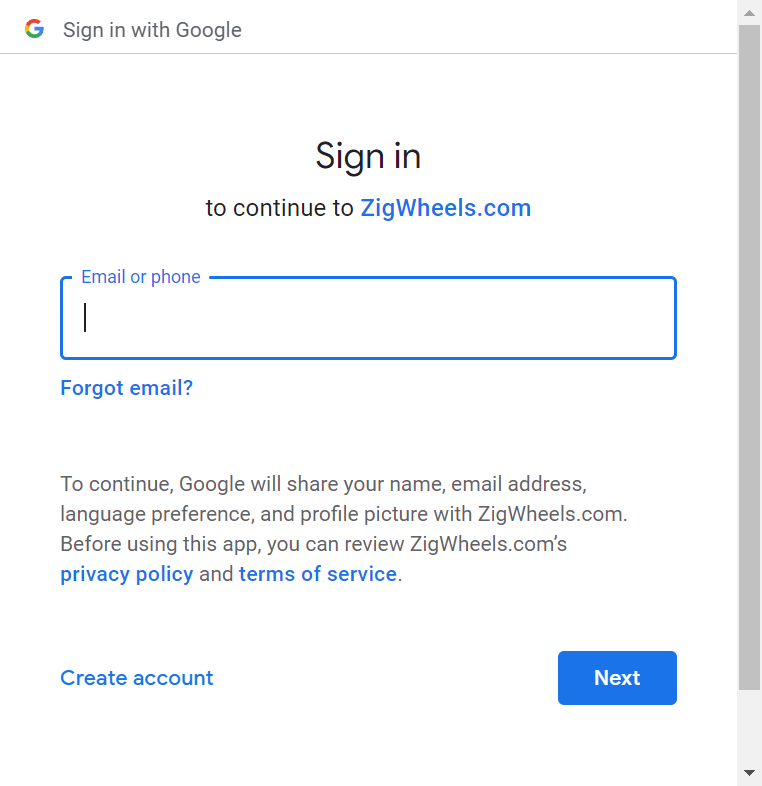 Sign in with Google
Sign in
to continue to ZigWheels.com
Email or phone
Forgot email?
To continue, Google will share your name, email address,
language preference, and profile picture with ZigWheels.com.
Before using this app, you can review ZigWheels.com’s
privacy policy and terms of service.
Create account
Next